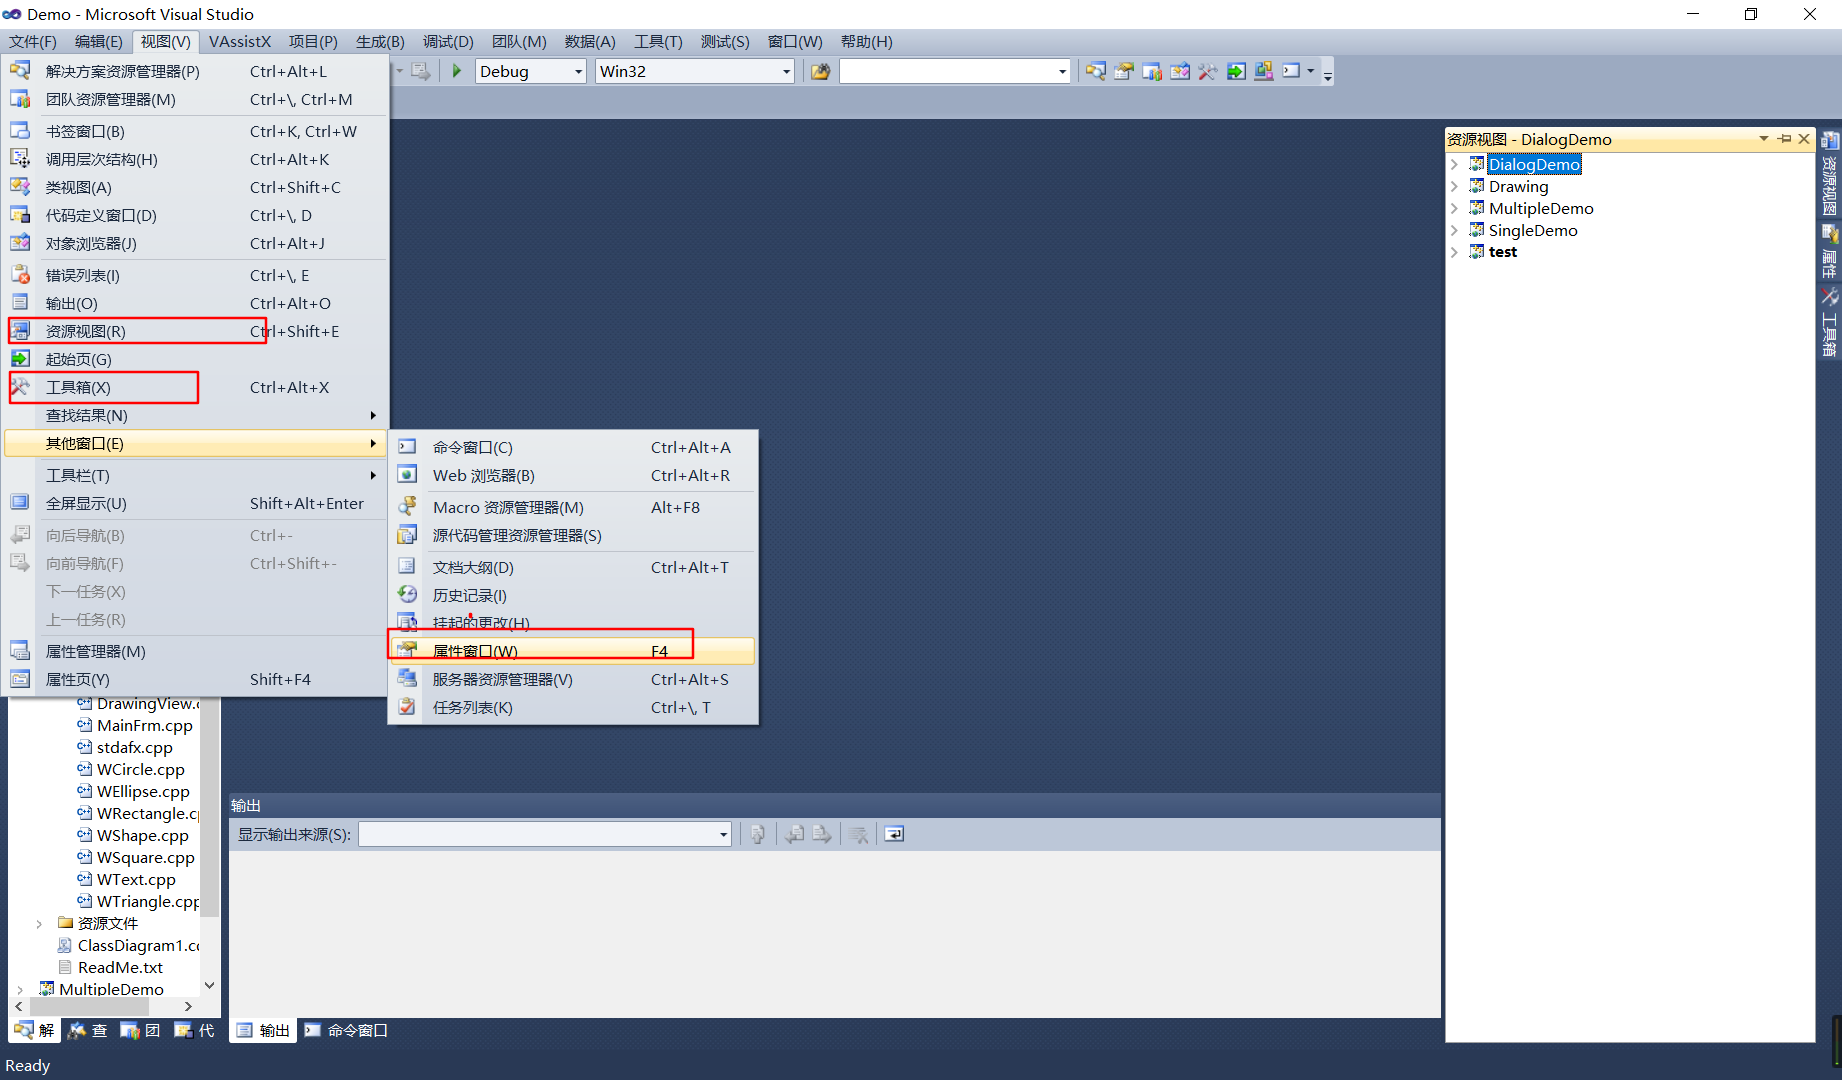 Demo - Microsoft Visual Studio
文件(F) 编辑(E) 视图(V) VAssistX 项目(P) 生成(B) 调试(D) 团队(M) 数据(A) 工具(T) 测试(S) 窗口(W) 帮助(H)
Debug Win32
解决方案资源管理器(P) Ctrl+Alt+L
团队资源管理器(M) Ctrl+\, Ctrl+M
书签窗口(B) Ctrl+K, Ctrl+W
调用层次结构(H) Ctrl+Alt+K
类视图(A) Ctrl+Shift+C
代码定义窗口(D) Ctrl+\, D
对象浏览器(J) Ctrl+Alt+J
错误列表(I) Ctrl+\, E
输出(O) Ctrl+Alt+O
资源视图(R) Ctrl+Shift+E
起始页(G)
工具箱(X) Ctrl+Alt+X
查找结果(N)
其他窗口(E)
工具栏(T)
全屏显示(U) Shift+Alt+Enter
向后导航(B) Ctrl+-
向前导航(F) Ctrl+Shift+-
下一任务(X)
上一任务(R)
属性管理器(M)
属性页(Y) Shift+F4
命令窗口(C) Ctrl+Alt+A
Web 浏览器(B) Ctrl+Alt+R
Macro 资源管理器(M) Alt+F8
源代码管理资源管理器(S)
文档大纲(D) Ctrl+Alt+T
历史记录(I)
挂起的更改(H)
属性窗口(W) F4
服务器资源管理器(V) Ctrl+Alt+S
任务列表(K) Ctrl+\, T
DrawingView.c
MainFrm.cpp
stdafx.cpp
WCircle.cpp
WEllipse.cpp
WRectangle.cp
WShape.cpp
WSquare.cpp
WText.cpp
WTriangle.cpp
资源文件
ClassDiagram1.cd
ReadMe.txt
MultipleDemo
解 查 团 代
输出
显示输出来源(S):
输出 命令窗口
资源视图 - DialogDemo
DialogDemo
Drawing
MultipleDemo
SingleDemo
test
资源视图
属性
工具箱
Ready